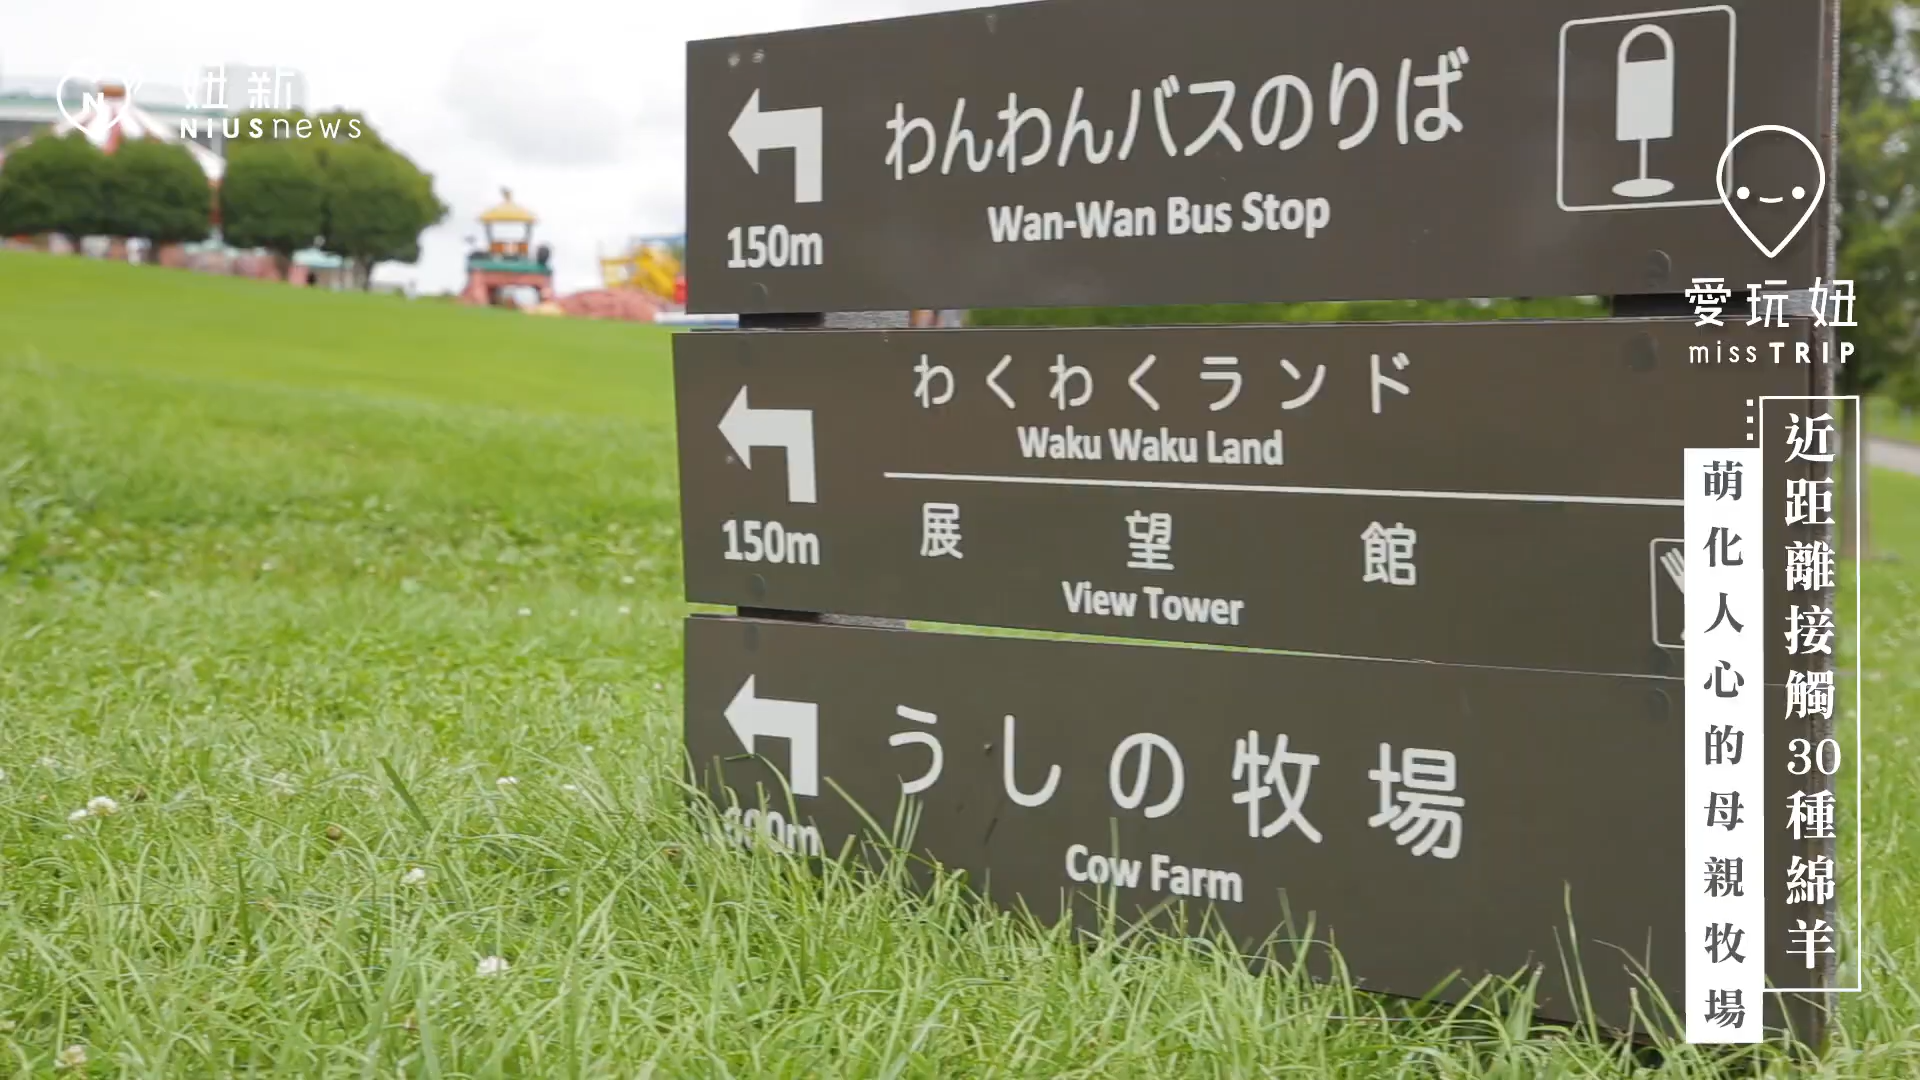 妞新
NIUSnews
わんわんバスのりば
Wan-Wan Bus Stop
150m
わくわくランド
Waku Waku Land
150m
展望館
View Tower
うしの牧場
Cow Farm
愛玩妞
miss TRIP
近距離接觸30種綿羊
萌化人心的母親牧場